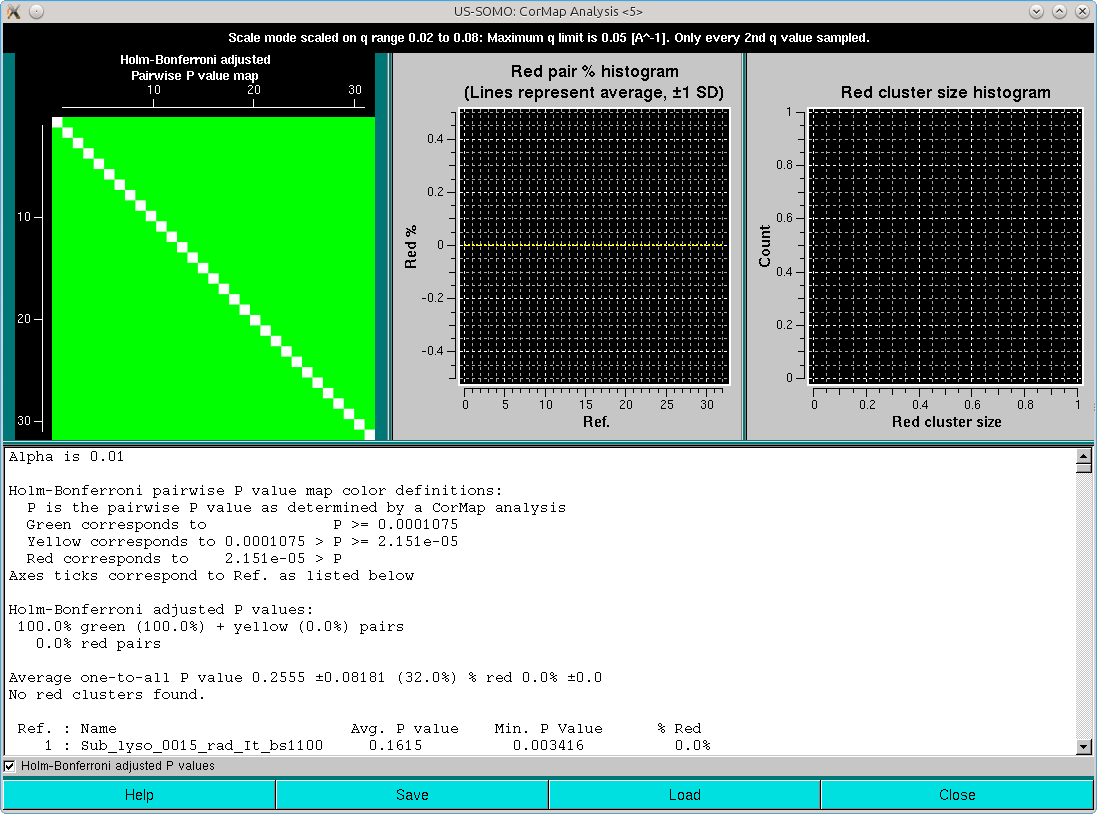 US-SOMO: CorMap Analysis <5>
Scale mode scaled on q range 0.02 to 0.08: Maximum q limit is 0.05 [A^-1]. Only every 2nd q value sampled.
Holm-Bonferroni adjusted
Pairwise P value map
10 20 30
10
20
30
Red pair % histogram
(Lines represent average, ±1 SD)
0.4
0.2
0
-0.2
-0.4
Red %
0 5 10 15 20 25 30
Ref.
Red cluster size histogram
1
0.8
0.6
0.4
0.2
0
Count
0 0.2 0.4 0.6 0.8 1
Red cluster size
Alpha is 0.01
Holm-Bonferroni pairwise P value map color definitions:
P is the pairwise P value as determined by a CorMap analysis
Green corresponds to P >= 0.0001075
Yellow corresponds to 0.0001075 > P >= 2.151e-05
Red corresponds to 2.151e-05 > P
Axes ticks correspond to Ref. as listed below
Holm-Bonferroni adjusted P values:
100.0% green (100.0%) + yellow (0.0%) pairs
0.0% red pairs
Average one-to-all P value 0.2555 ±0.08181 (32.0%) % red 0.0% ±0.0
No red clusters found.
Ref. : Name Avg. P value Min. P Value % Red
1 : Sub_lyso_0015_rad_It_bs1100 0.1615 0.003416 0.0%
Holm-Bonferroni adjusted P values
Help Save Load Close